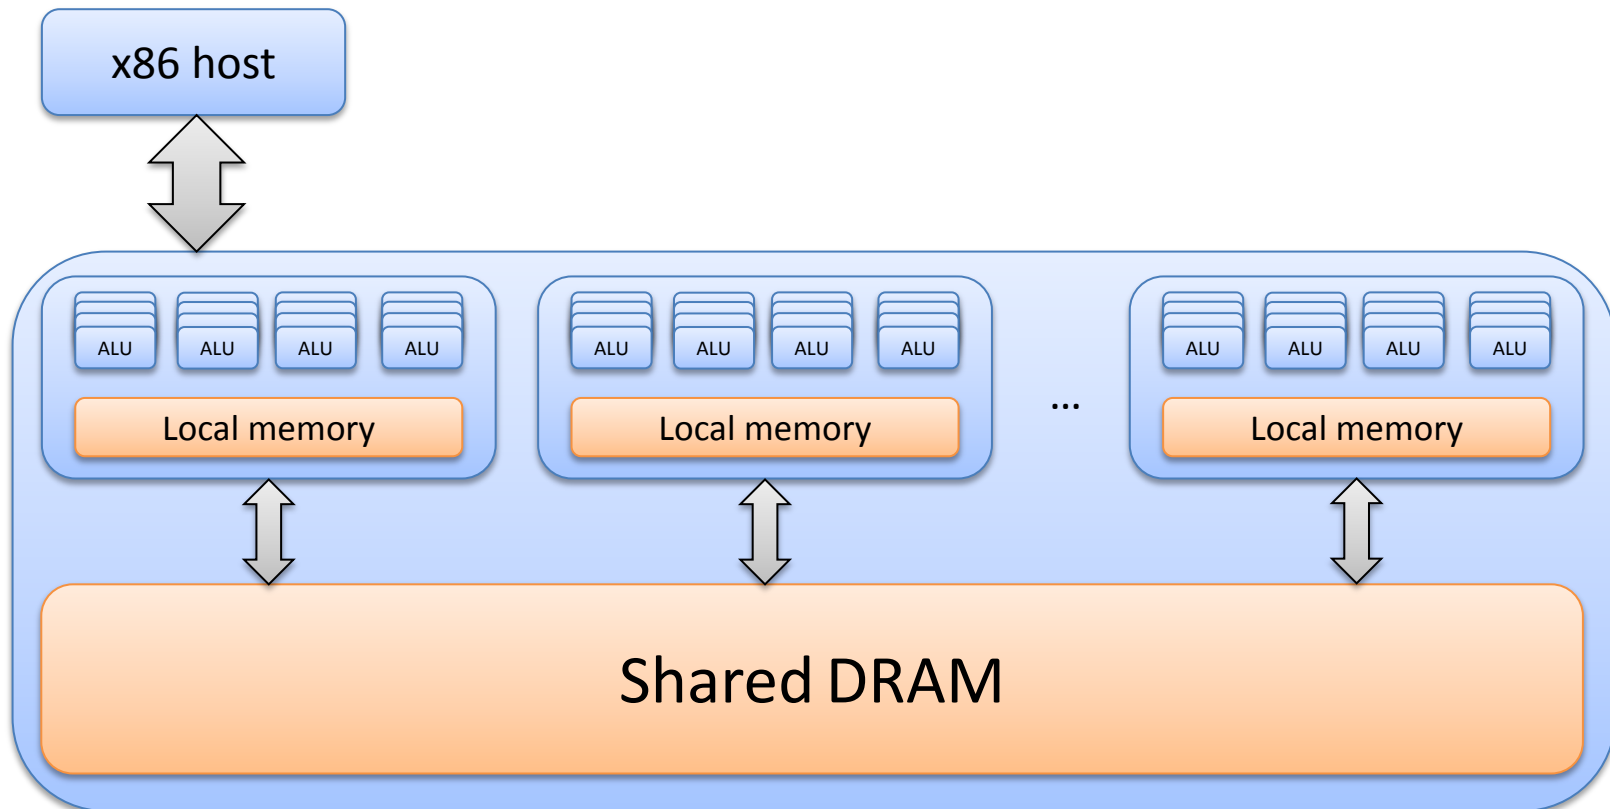 x86 host
ALU ALU ALU ALU ALU ALU ALU ALU ALU ALU ALU ALU
Local memory Local memory ... Local memory
Shared DRAM